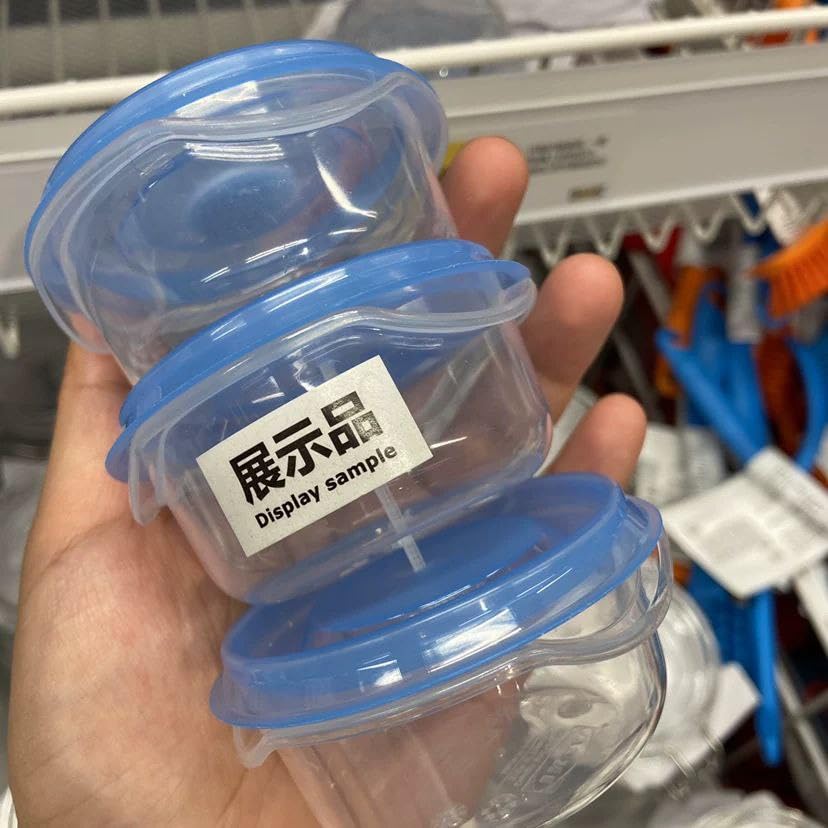 展示品
Display sample